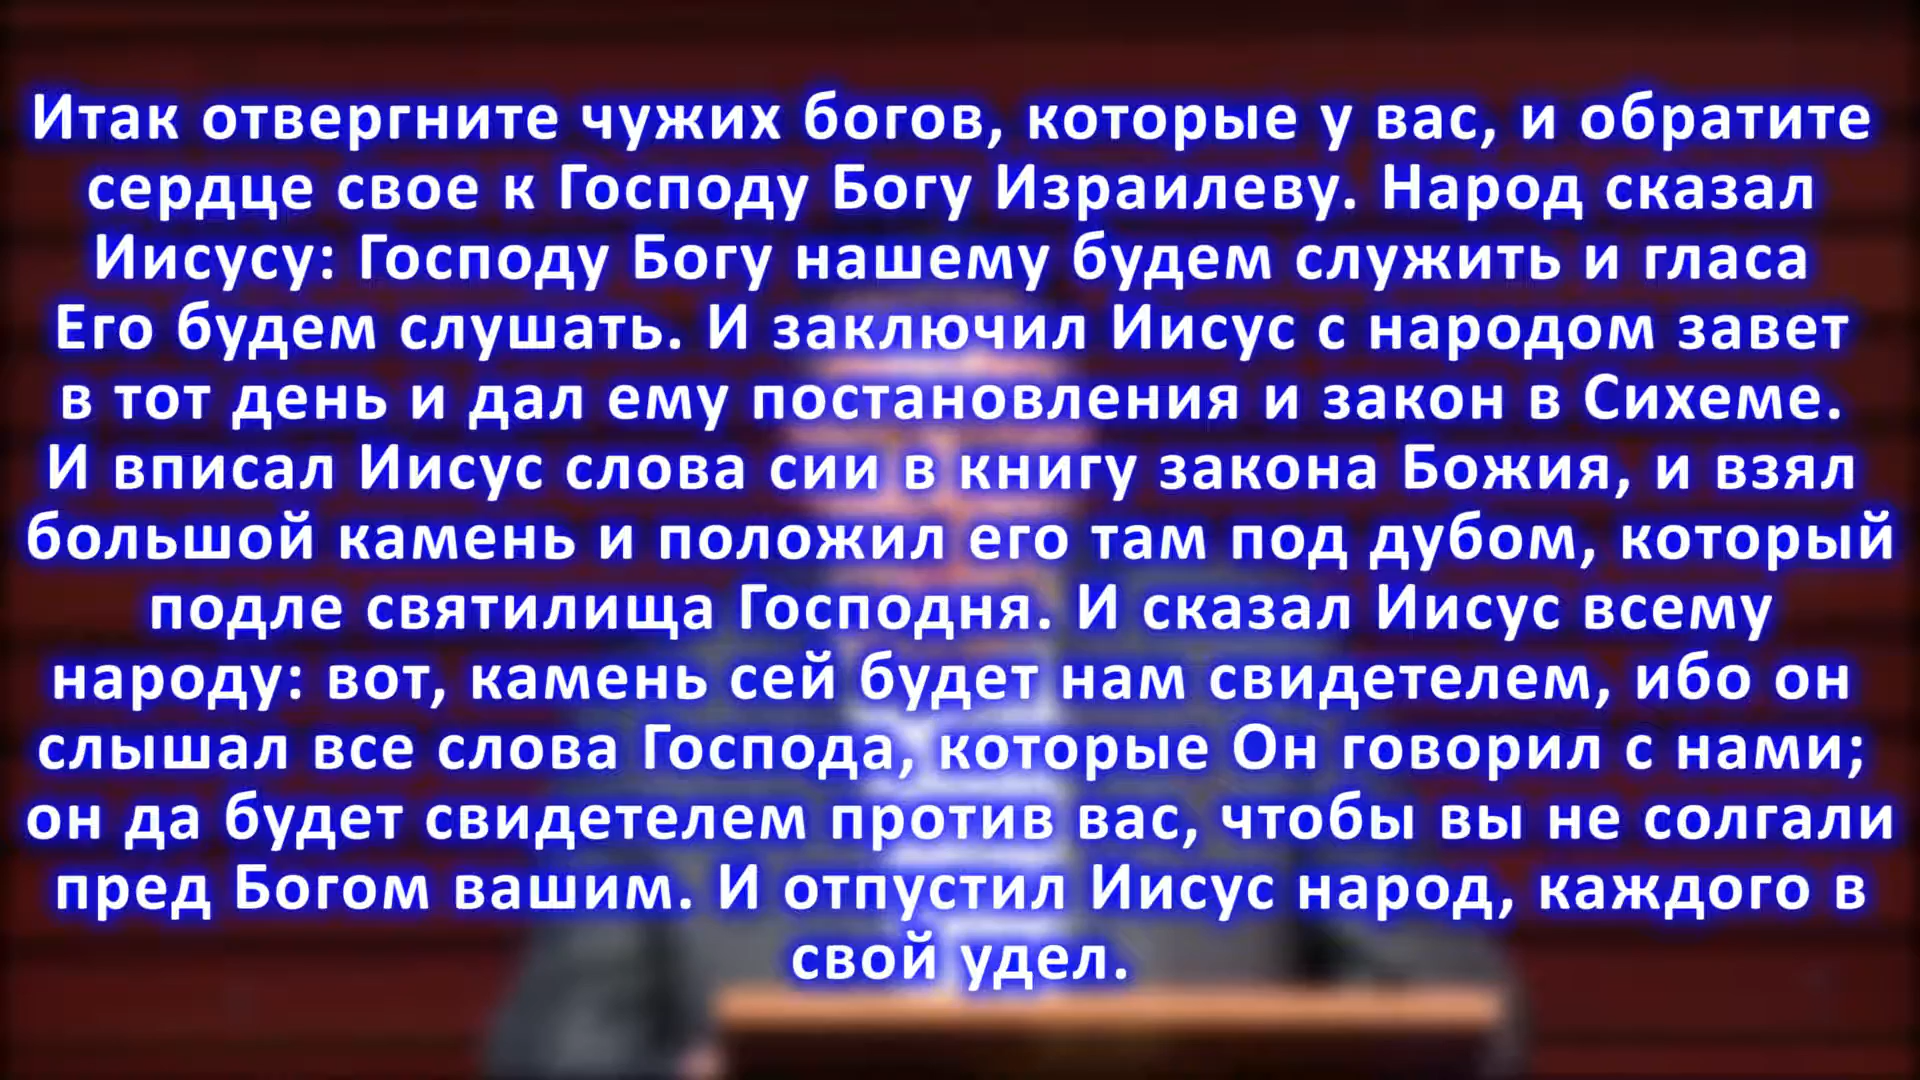 Итак отвергните чужих богов, которые у вас, и обратите
сердце свое к Господу Богу Израилеву. Народ сказал
Иисусу: Господу Богу нашему будем служить и гласа
Его будем слушать. И заключил Иисус с народом завет
в тот день и дал ему постановления и закон в Сихеме.
И вписал Иисус слова сии в книгу закона Божия, и взял
большой камень и положил его там под дубом, который
подле святилища Господня. И сказал Иисус всему
народу: вот, камень сей будет нам свидетелем, ибо он
слышал все слова Господа, которые Он говорил с нами;
он да будет свидетелем против вас, чтобы вы не солгали
пред Богом вашим. И отпустил Иисус народ, каждого в
свой удел.